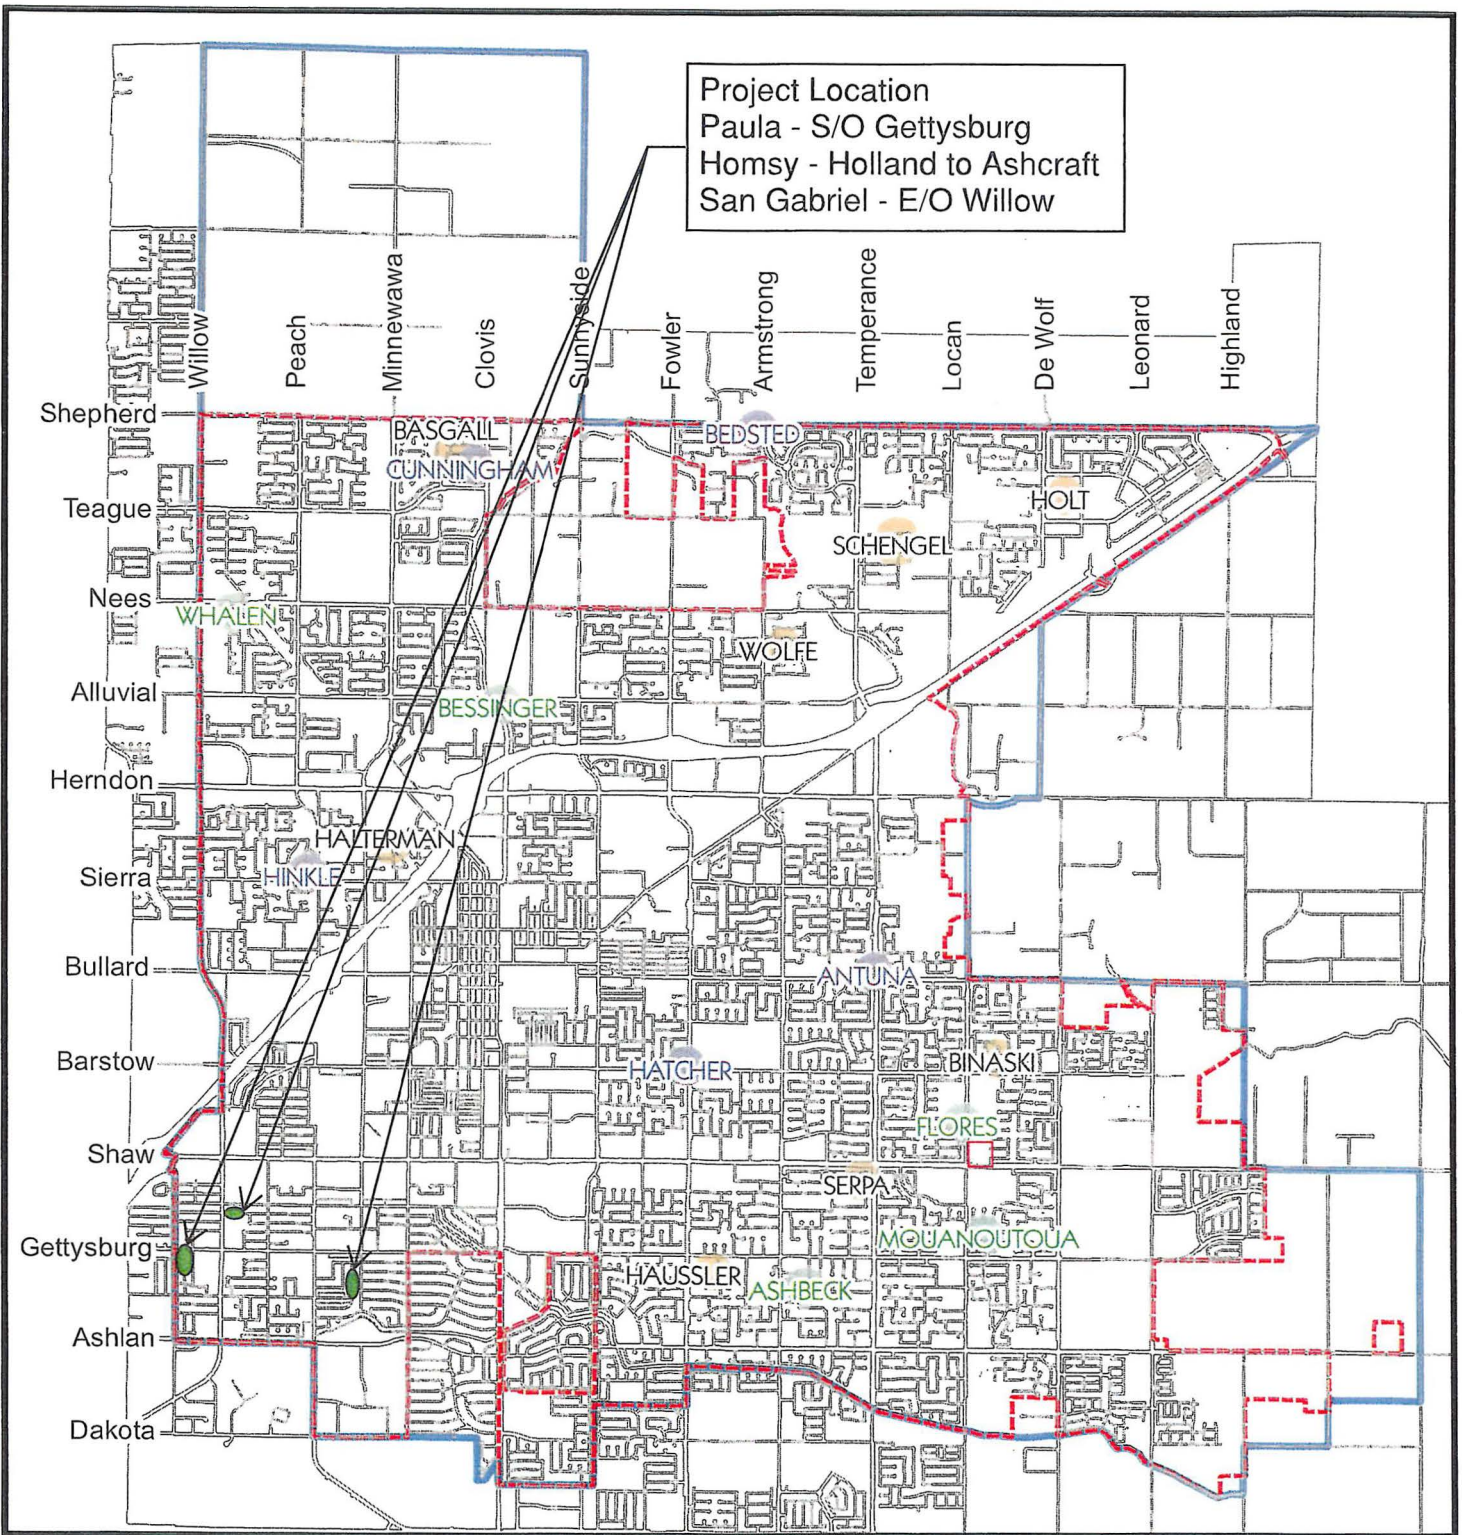 Project Location
Paula - S/O Gettysburg
Homsy - Holland to Ashcraft
San Gabriel - E/O Willow
Willow
Peach
Minnewawa
Clovis
Sunnyside
Fowler
Armstrong
Temperance
Locan
De Wolf
Leonard
Highland
Shepherd
BASGALL
BEDSTED
CUNNINGHAM
Teague
HOLT
SCHENGEL
Nees
WHALEN
WOLFE
Alluvial
BESSINGER
Herndon
HALTERMAN
Sierra
HINKLE
Bullard
ANTUNA
Barstow
HATCHER
BINASKI
FLORES
Shaw
SERPA
Gettysburg
MOUANOUTOUA
HAUSSLER
ASHBECK
Ashlan
Dakota